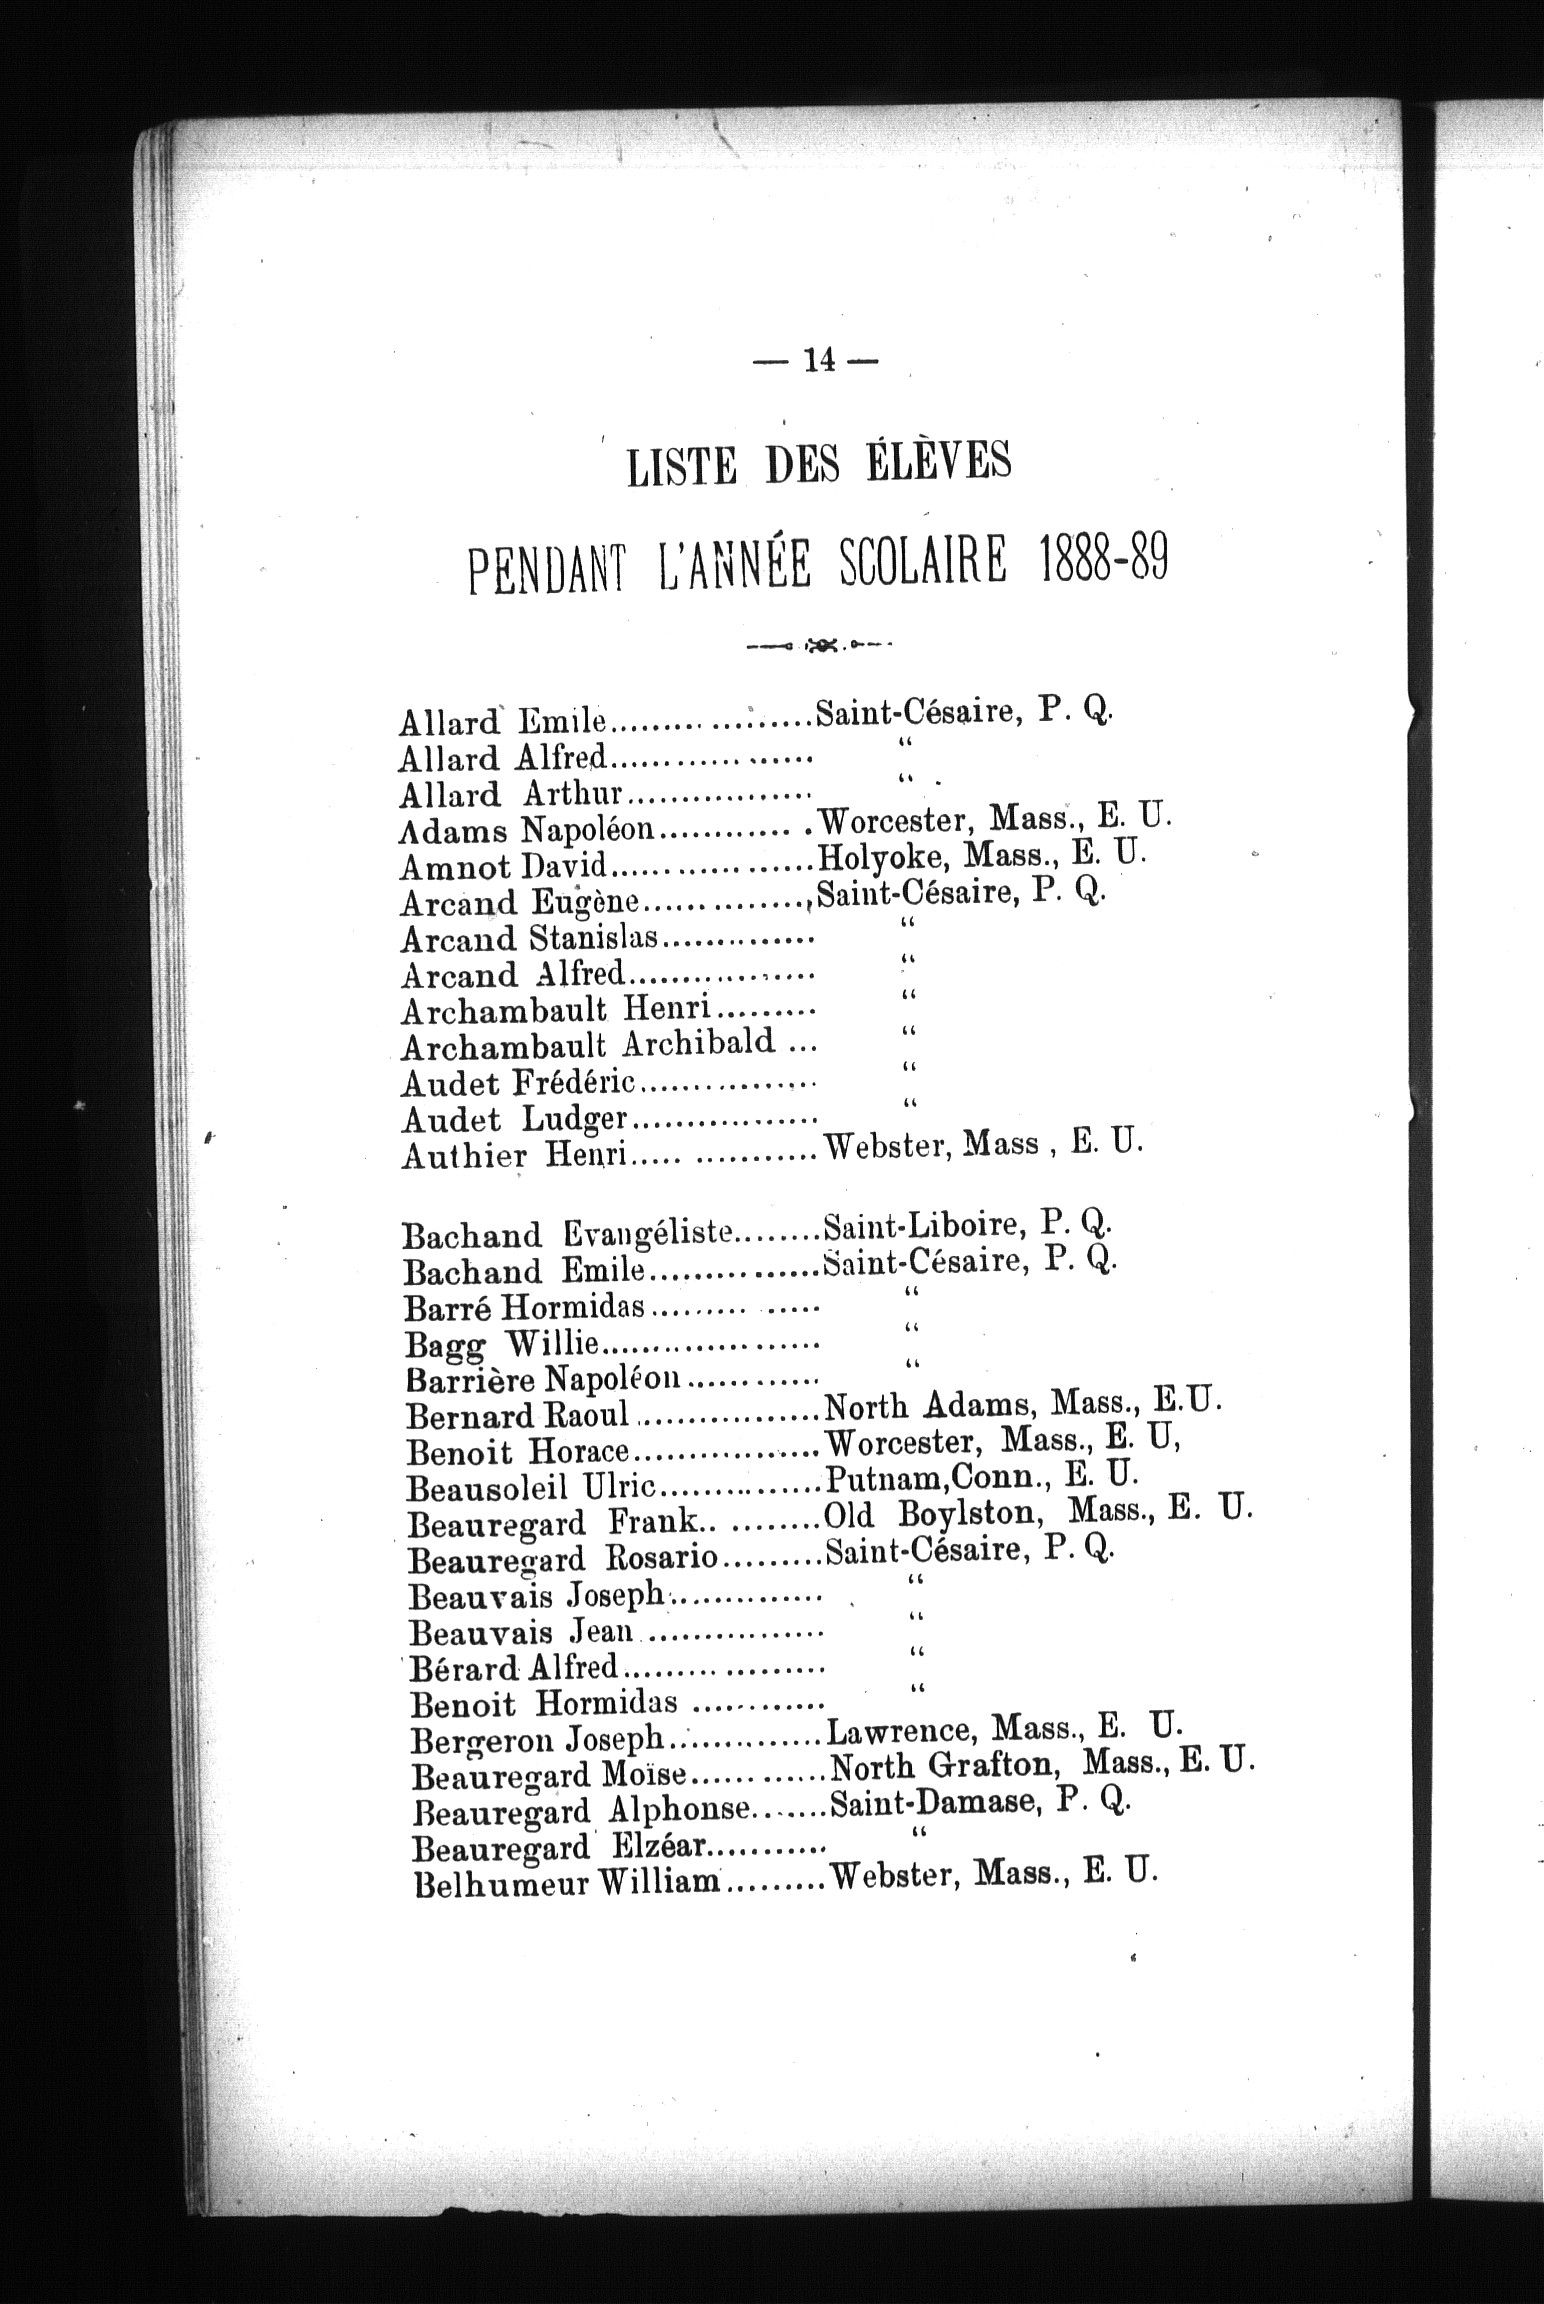 — 14 —
LISTE DES ÉLÈVES
PENDANT L'ANNÉE SCOLAIRE 1888-89
Allard Emile..................Saint-Césaire, P. Q.
Allard Alfred.................. “
Allard Arthur................. “
Adams Napoléon.............Worcester, Mass., E. U.
Amnot David..................Holyoke, Mass., E. U.
Arcand Eugène...............,Saint-Césaire, P. Q.
Arcand Stanislas.............. “
Arcand Alfred................. “
Archambault Henri......... “
Archambault Archibald ... “
Audet Frédéric................ “
Audet Ludger................. “
Authier Henri................Webster, Mass , E. U.
Bachand Evangéliste........Saint-Liboire, P. Q.
Bachand Emile................Saint-Césaire, P. Q.
Barré Hormidas .............. “
Bagg Willie.................... “
Barrière Napoléon ............ “
Bernard Raoul .................North Adams, Mass., E.U.
Benoit Horace.................Worcester, Mass., E. U,
Beausoleil Ulric...............Putnam,Conn., E. U.
Beauregard Frank.. ........Old Boylston, Mass., E. U.
Beauregard Rosario.........Saint-Césaire, P. Q.
Beauvais Joseph.............. “
Beauvais Jean ................ “
Bérard Alfred.................. “
Benoit Hormidas ............ “
Bergeron Joseph..............Lawrence, Mass., E. U.
Beauregard Moïse............North Grafton, Mass., E. U.
Beauregard Alphonse.......Saint-Damase, P. Q.
Beauregard Elzéar........... “
Belhumeur William.........Webster, Mass., E. U.